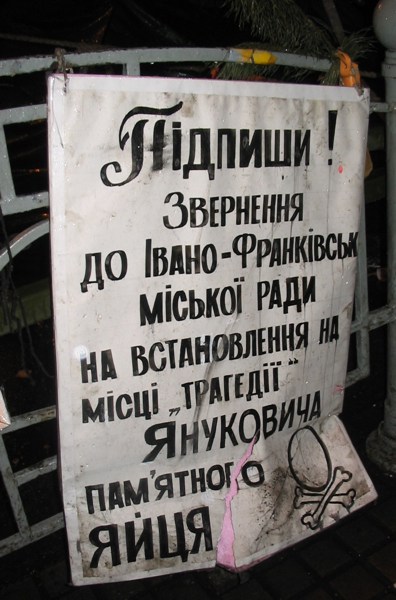 Підпиши !
Звернення
до Івано-Франківськ
міської ради
на встановлення на
місці „трагедії"
Януковича
пам'ятного
яйця